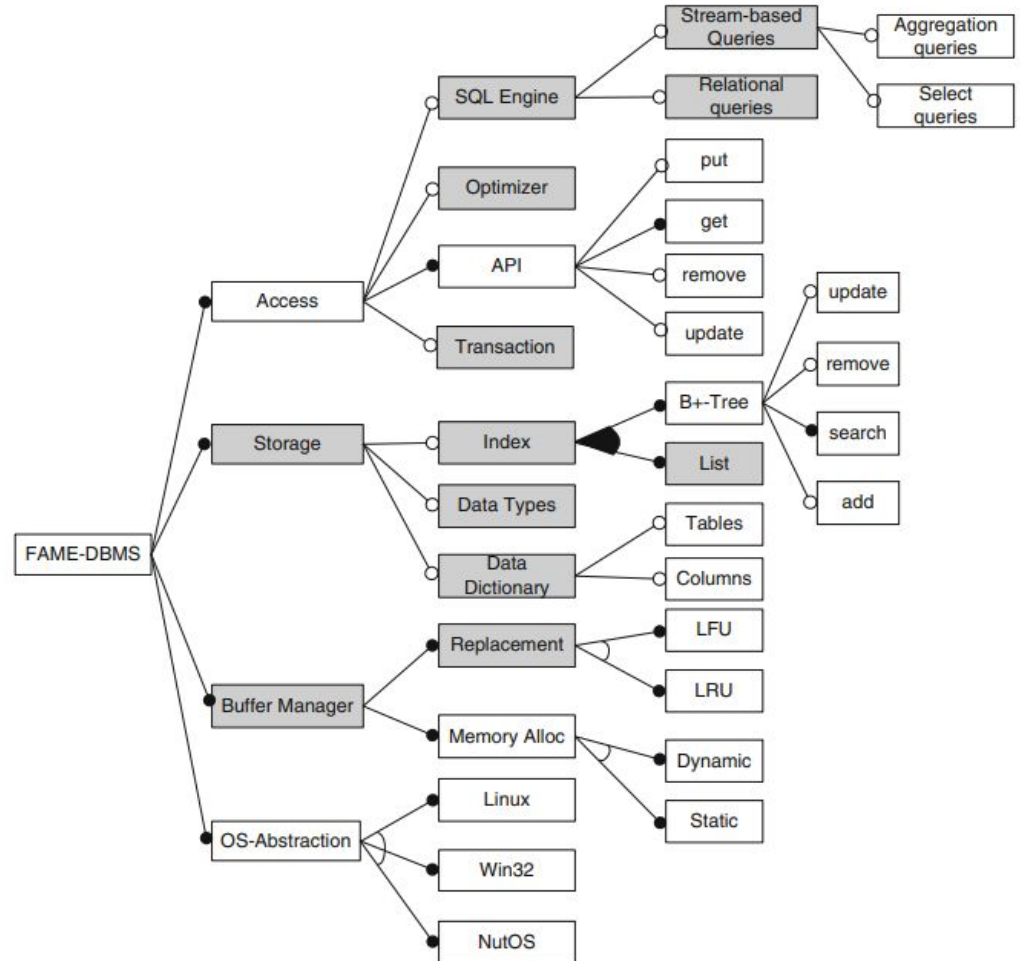 Stream-based
Queries
Aggregation
queries
SQL Engine
Relational
queries
Select
queries
Optimizer
put
get
API
remove
update
Access
Transaction
update
remove
B+-Tree
search
Storage
Index
List
add
Data Types
Tables
FAME-DBMS
Data
Dictionary
Columns
Replacement
LFU
LRU
Buffer Manager
Memory Alloc
Dynamic
Linux
Static
OS-Abstraction
Win32
NutOS